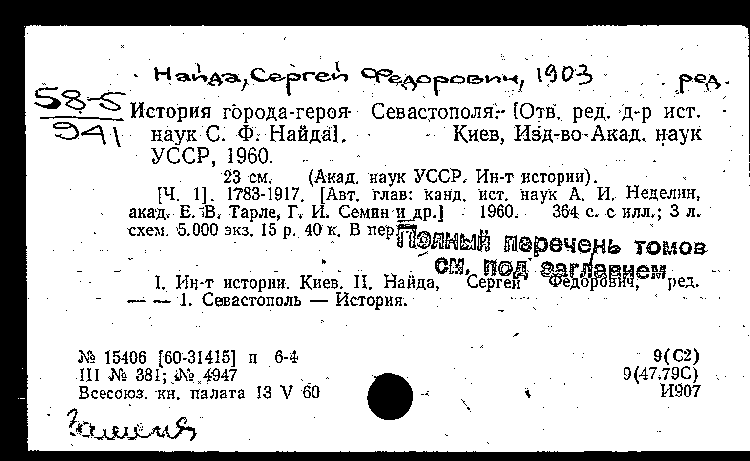 Найда, Сергей Федорович, 1903 ред.
58-5
941
История города-героя Севастополя. [Отв. ред. д-р ист.
наук С. Ф. Найда]. Киев, Изд-во Акад. наук
УССР, 1960.
23 см. (Акад. наук УССР. Ин-т истории).
[Ч. 1]. 1783-1917. [Авт. глав: канд. ист. наук А. И. Неделин,
акад. Е. В. Тарле, Г. И. Семин и др.] 1960. 364 с. с илл.; 3 л.
схем. 5.000 экз. 15 р. 40 к. В пер.
Полный перечень томов
см. под заглавием
I. Ин-т истории. Киев. II. Найда, Сергей Федорович, ред.
— — 1. Севастополь — История.
№ 15406 [60-31415] п 6-4 9(С2)
III № 381; № 4947 9(47.79С)
Всесоюз. кн. палата 13 V 60 И907